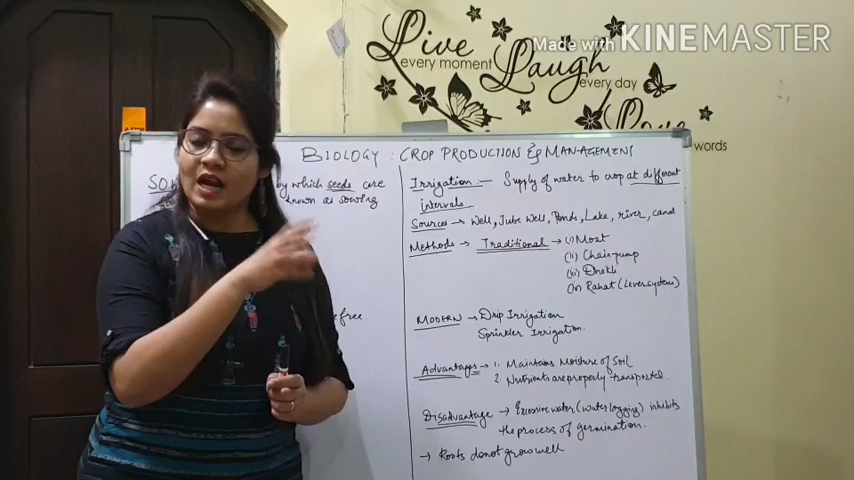 Made with KINEMASTER
Live
every moment
Laugh
every day
Love
words
BIOLOGY : CROP PRODUCTION & MANAGEMENT
by which seeds are
known as sowing
free
Irrigation :- Supply of water to crop at different
intervals
Sources → Well, Tube Well, Ponds, Lake, river, canal
Methods → Traditional → (i) Moat
(ii) Chain-pump
(iii) Dhekli
(iv) Rahat (Lever system)
MODERN → Drip Irrigation
Sprinkler Irrigation.
Advantages → 1. Maintains Moisture of Soil
2. Nutrients are properly transported.
Disadvantage → Excessive water (water logging) inhibits
the process of germination.
→ Roots donot grow well